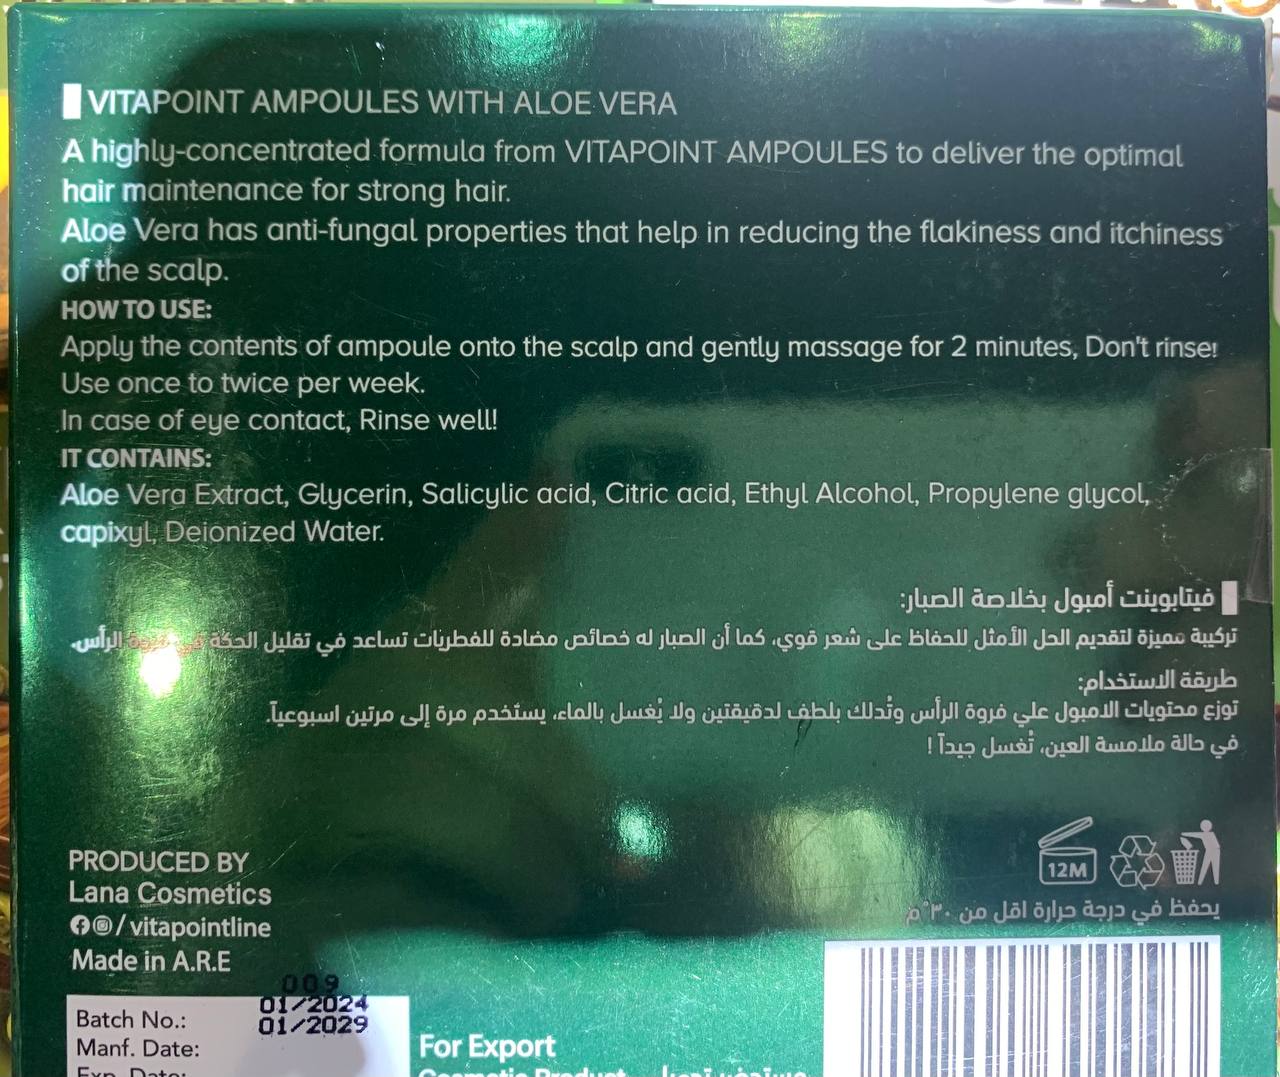 VITAPOINT AMPOULES WITH ALOE VERA
A highly-concentrated formula from VITAPOINT AMPOULES to deliver the optimal
hair maintenance for strong hair.
Aloe Vera has anti-fungal properties that help in reducing the flakiness and itchiness
of the scalp.
HOW TO USE:
Apply the contents of ampoule onto the scalp and gently massage for 2 minutes, Don't rinse!
Use once to twice per week.
In case of eye contact, Rinse well!
IT CONTAINS:
Aloe Vera Extract, Glycerin, Salicylic acid, Citric acid, Ethyl Alcohol, Propylene glycol,
capixyl, Deionized Water.
فيتابوينت أمبول بخلاصة الصبار:
تركيبة مميزة لتقديم الحل الأمثل للحفاظ على شعر قوي، كما أن الصبار له خصائص مضادة للفطريات تساعد في تقليل الحكة في فروة الرأس.
طريقة الاستخدام:
توزع محتويات الامبول علي فروة الرأس وتُدلك بلطف لدقيقتين ولا يُغسل بالماء، يستخدم مرة إلى مرتين اسبوعياً.
في حالة ملامسة العين، تُغسل جيداً !
12M
يحفظ في درجة حرارة اقل من ٣٠°م
PRODUCED BY
Lana Cosmetics
/ vitapointline
Made in A.R.E
009
01/2024
01/2029
Batch No.:
Manf. Date:
Exp. Date:
For Export
Cosmetic Product مستحضر تجميل